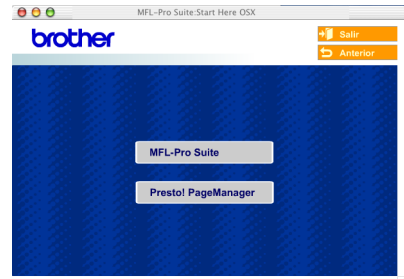 MFL-Pro Suite:Start Here OSX
brother
Salir
Anterior
MFL-Pro Suite
Presto! PageManager